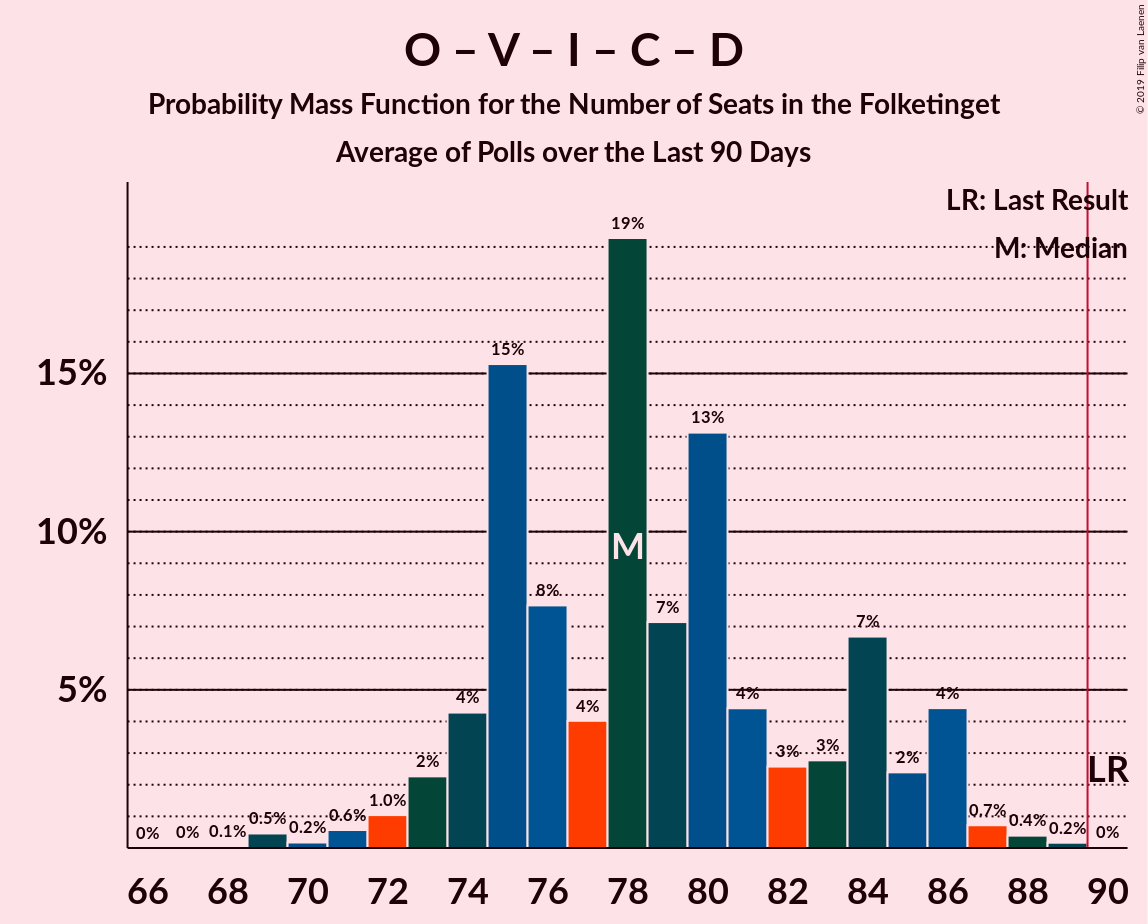 O – V – I – C – D
Probability Mass Function for the Number of Seats in the Folketinget
Average of Polls over the Last 90 Days
© 2019 Filip van Laenen
LR: Last Result
M: Median
15%
10%
5%
0% 0% 0.1% 0.5% 0.2% 0.6% 1.0% 2% 4% 15% 8% 4% 19% 7% 13% 4% 3% 3% 7% 2% 4% 0.7% 0.4% 0.2% 0%
M
LR
66 68 70 72 74 76 78 80 82 84 86 88 90